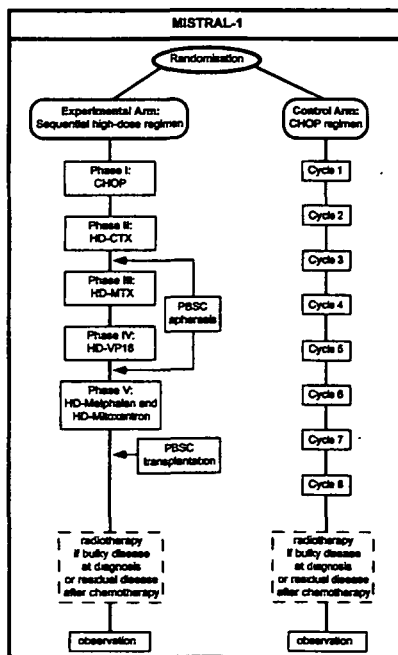 MISTRAL-1
Randomisation
Experimental Arm:
Sequential high-dose regimen
Phase I:
CHOP
Phase II:
HD-CTX
Phase III:
HD-MTX
PBSC
apheresis
Phase IV:
HD-VP16
Phase V:
HD-Melphalan and
HD-Mitoxantron
PBSC
transplantation
radiotherapy
if bulky disease
at diagnosis
or residual disease
after chemotherapy
observation
Control Arm:
CHOP regimen
Cycle 1
Cycle 2
Cycle 3
Cycle 4
Cycle 5
Cycle 6
Cycle 7
Cycle 8
radiotherapy
if bulky disease
at diagnosis
or residual disease
after chemotherapy
observation